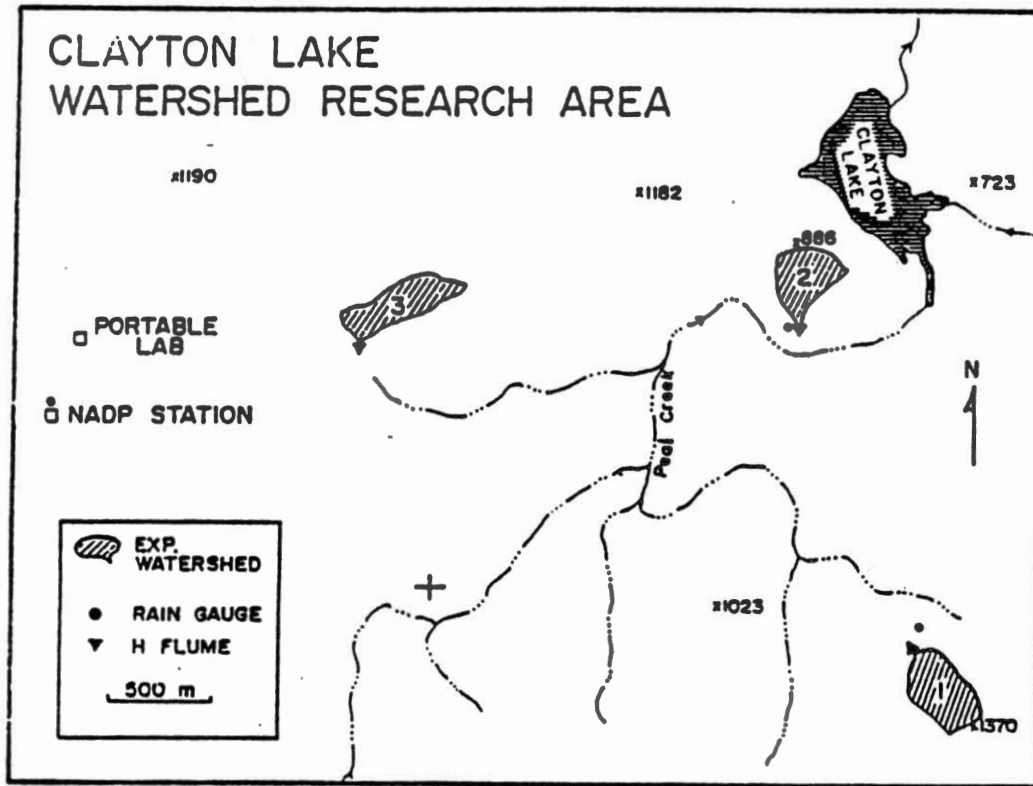 CLAYTON LAKE
WATERSHED RESEARCH AREA
x1190
x1182
CLAYTON
LAKE
x723
x886
2
3
PORTABLE
LAB
NADP STATION
N
Peal Creek
EXP.
WATERSHED
RAIN GAUGE
H FLUME
500 m
x1023
1
x1370